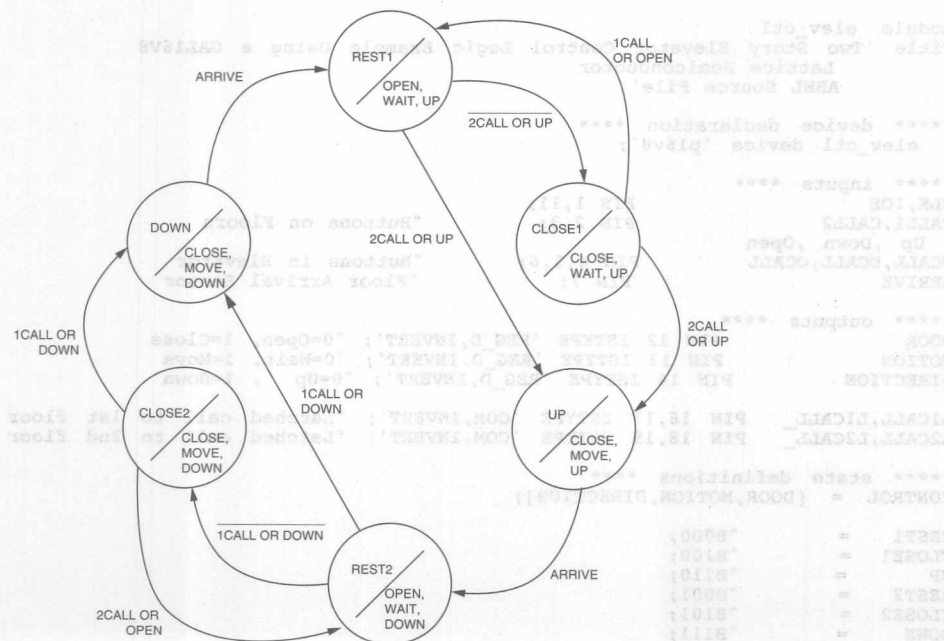 REST1
OPEN,
WAIT, UP
1CALL
OR OPEN
ARRIVE
2CALL OR UP
DOWN
CLOSE,
MOVE,
DOWN
2CALL OR UP
CLOSE1
CLOSE,
WAIT, UP
1CALL OR
DOWN
2CALL
OR UP
CLOSE2
CLOSE,
MOVE,
DOWN
1CALL OR
DOWN
UP
CLOSE,
MOVE,
UP
1CALL OR DOWN
REST2
OPEN,
WAIT,
DOWN
ARRIVE
2CALL OR
OPEN